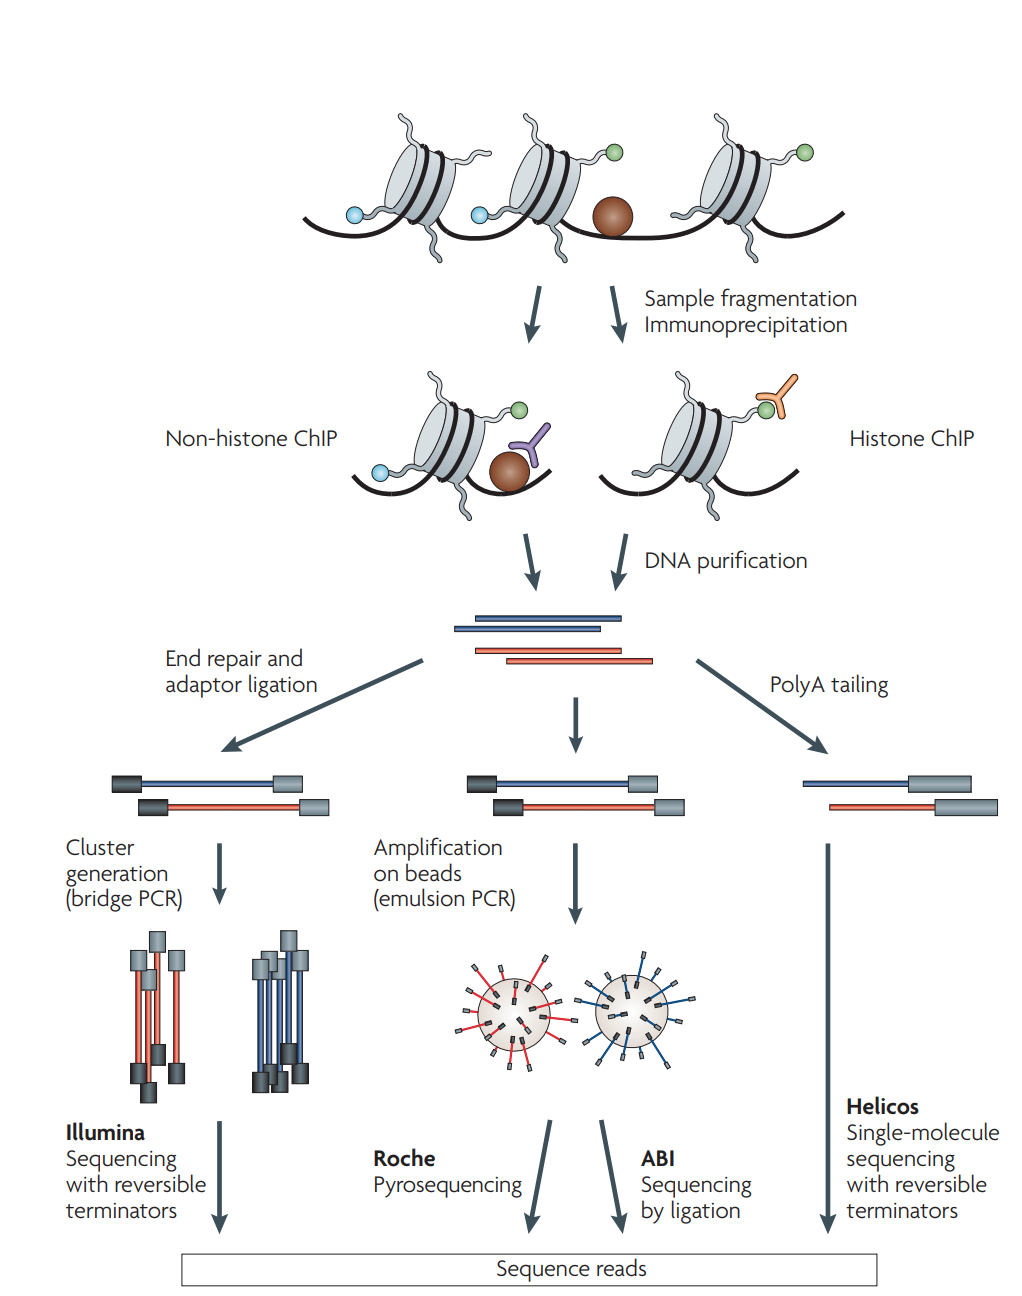 Sample fragmentation
Immunoprecipitation
Non-histone ChIP
Histone ChIP
DNA purification
End repair and
adaptor ligation
PolyA tailing
Cluster
generation
(bridge PCR)
Amplification
on beads
(emulsion PCR)
Illumina
Sequencing
with reversible
terminators
Roche
Pyrosequencing
ABI
Sequencing
by ligation
Helicos
Single-molecule
sequencing
with reversible
terminators
Sequence reads